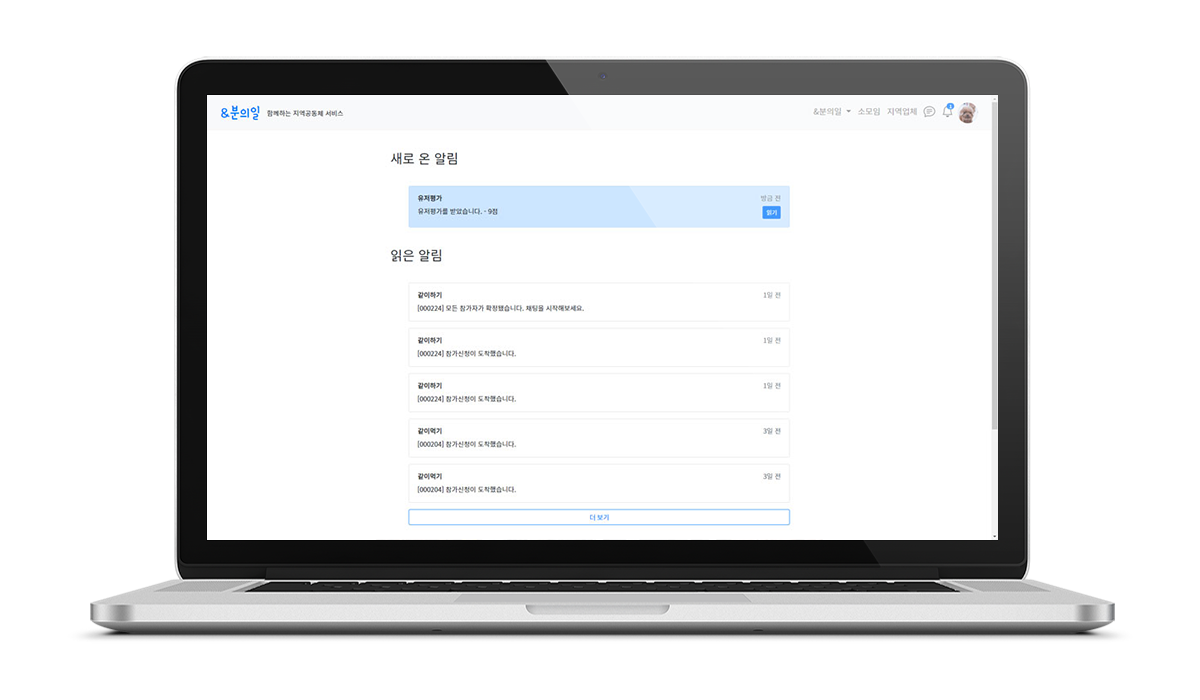 &분의일 함께하는 지역공동체 서비스
&분의일 소모임 지역업체
새로 온 알림
유저평가 방금 전
유저평가를 받았습니다. - 9점 읽기
읽은 알림
같이하기 1일 전
[000224] 모든 참가자가 확정됐습니다. 채팅을 시작해보세요.
같이하기 1일 전
[000224] 참가신청이 도착했습니다.
같이하기 1일 전
[000224] 참가신청이 도착했습니다.
같이먹기 3일 전
[000204] 참가신청이 도착했습니다.
같이먹기 3일 전
[000204] 참가신청이 도착했습니다.
더 보기